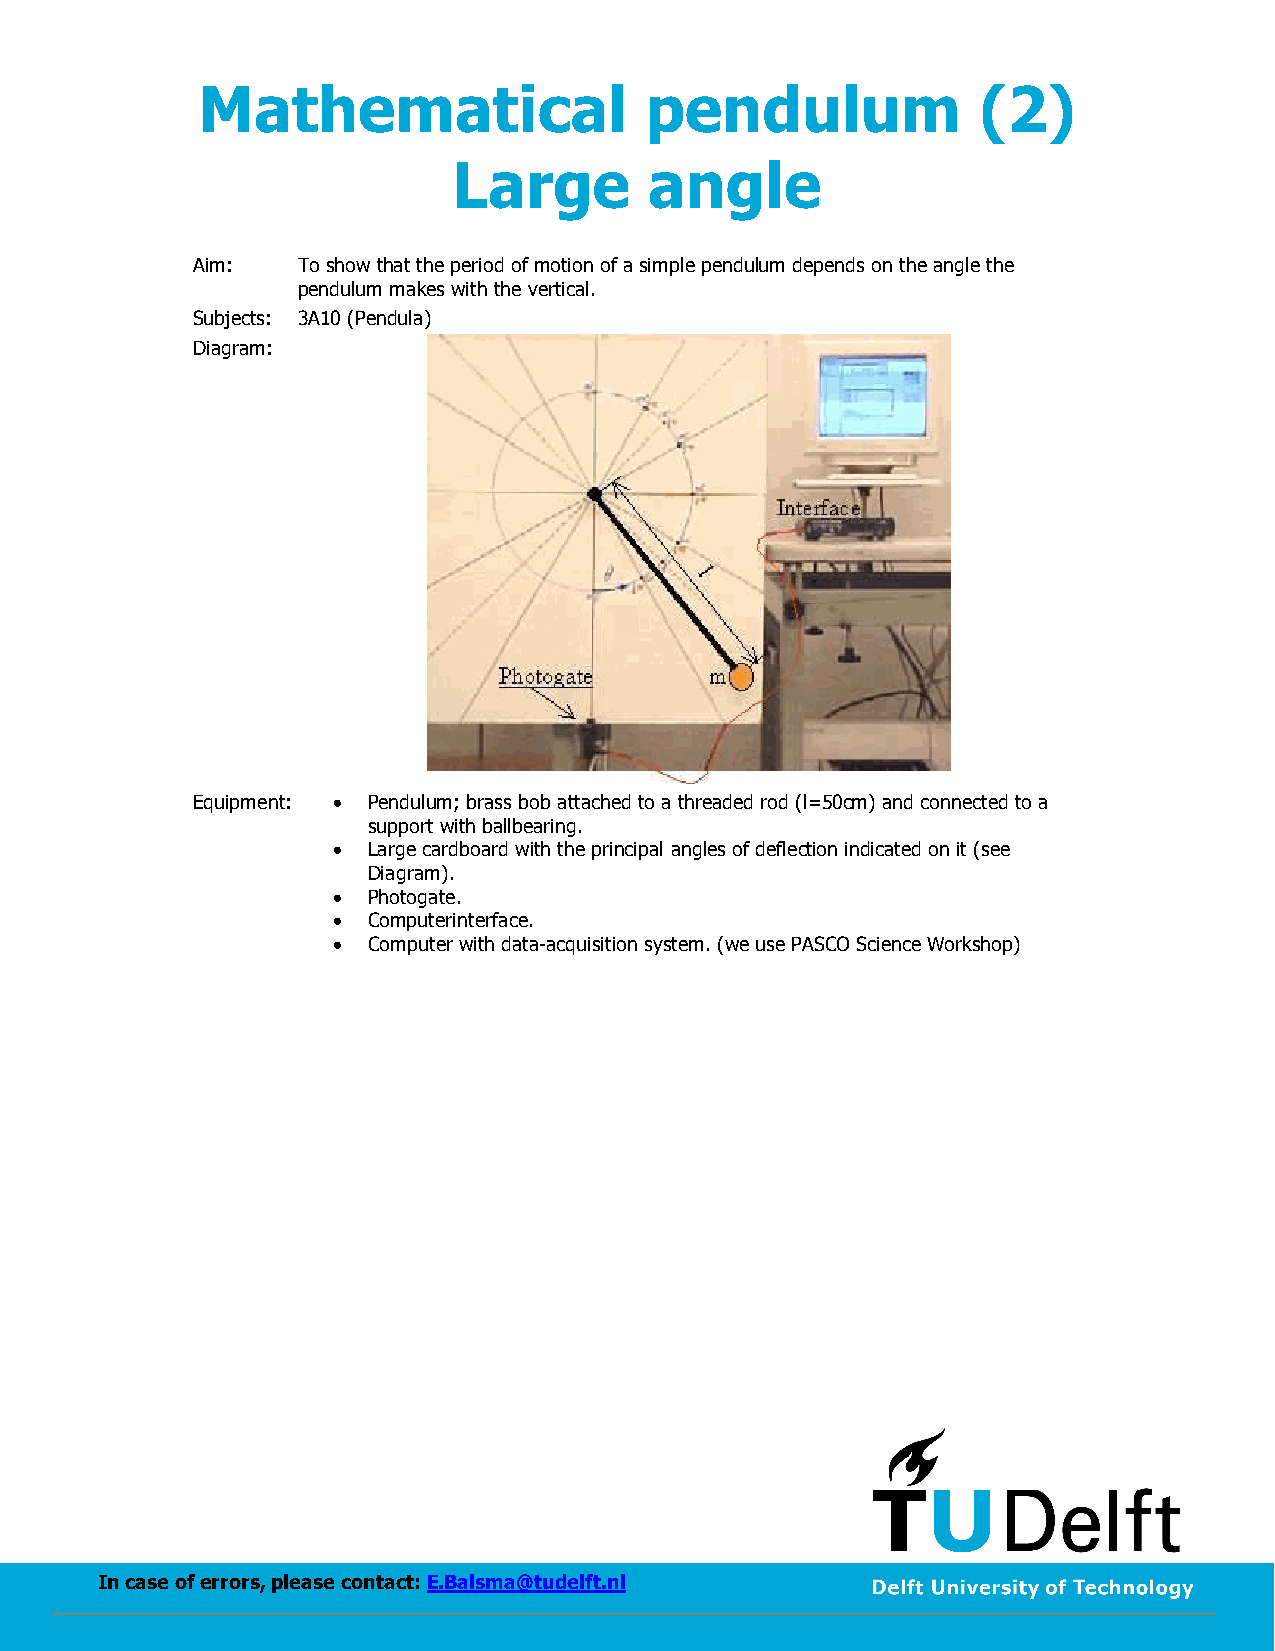 Mathematical pendulum (2)
Large angle
Aim: To show that the period of motion of a simple pendulum depends on the angle the
pendulum makes with the vertical.
Subjects: 3A10 (Pendula)
Diagram:
Interface
θ
l
Photogate
m
Equipment: • Pendulum; brass bob attached to a threaded rod (l=50cm) and connected to a
support with ballbearing.
• Large cardboard with the principal angles of deflection indicated on it (see
Diagram).
• Photogate.
• Computerinterface.
• Computer with data-acquisition system. (we use PASCO Science Workshop)
TUDelft
In case of errors, please contact: E.Balsma@tudelft.nl
Delft University of Technology